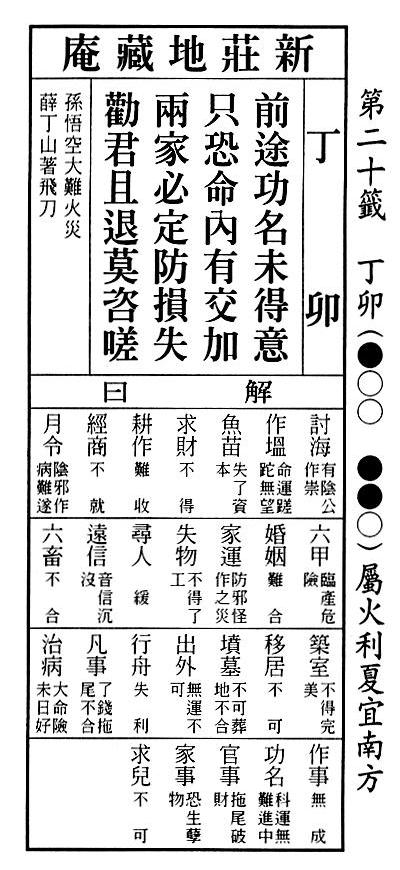 第二十籤 丁卯(●○○ ●●○)屬火利夏宜南方
新莊地藏庵
丁卯
前途功名未得意
只恐命內有交加
兩家必定防損失
勸君且退莫咨嗟
孫悟空大難火災
薛丁山著飛刀
解曰
討海 有陰公作祟
作塭 命運蹉跎無望
魚苗 失了資本
求財 不得
耕作 難收
經商 不就
月令 陰邪作病難遂
六甲 臨產危險
婚姻 難合
家運 防邪怪作之災
失物 不得了工
尋人 緩
遠信 音信沉沒
六畜 不合
築室 不得完美
移居 不可
墳墓 不可葬地不合
出外 無運不可
行舟 失利
凡事 了錢拖尾不合
治病 大命險未日好
作事 無成
功名 科運無難進中
官事 拖尾破財
家事 恐生孽物
求兒 不可